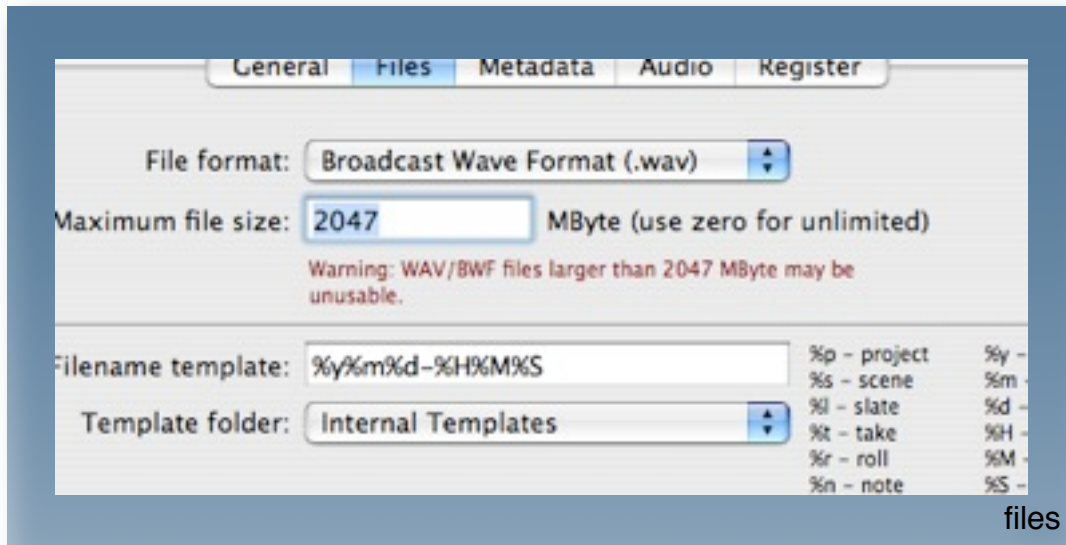 General Files Metadata Audio Register
File format: Broadcast Wave Format (.wav)
Maximum file size: 2047 MByte (use zero for unlimited)
Warning: WAV/BWF files larger than 2047 MByte may be
unusable.
Filename template: %y%m%d-%H%M%S
Template folder: Internal Templates
%p - project %y -
%s - scene %m -
%l - slate %d -
%t - take %H -
%r - roll %M -
%n - note %S -
files